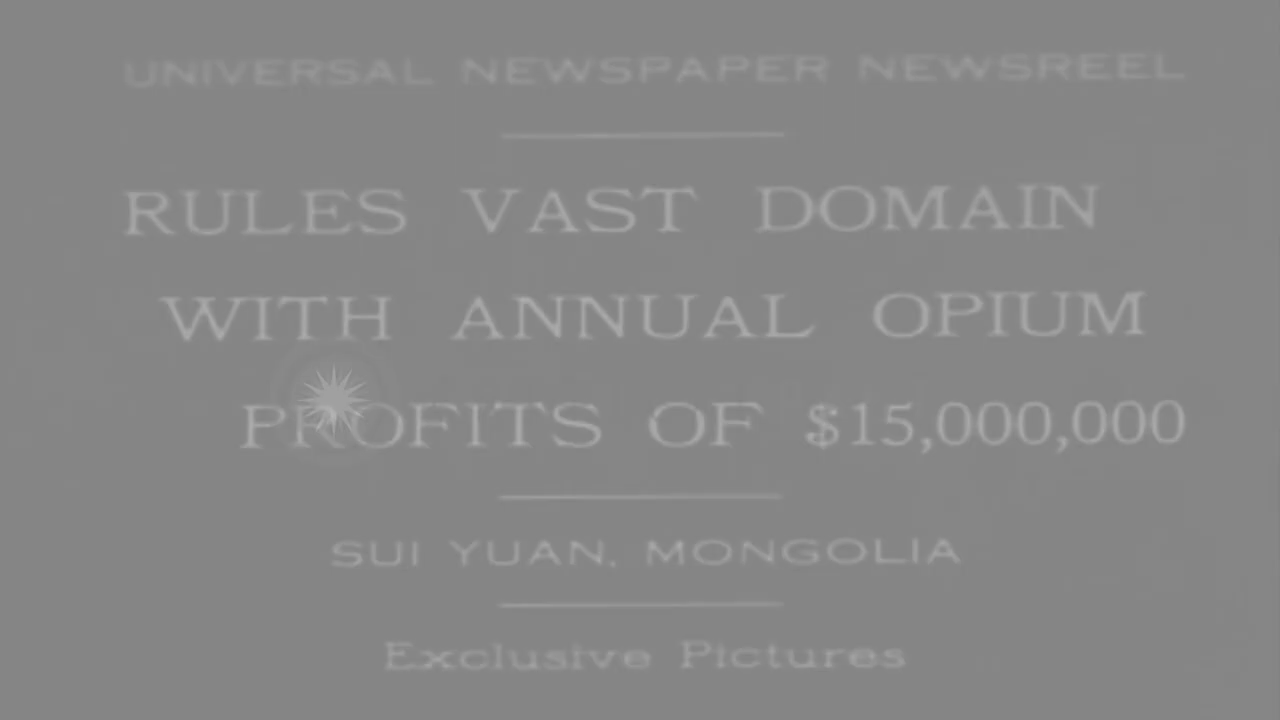 UNIVERSAL NEWSPAPER NEWSREEL
RULES VAST DOMAIN
WITH ANNUAL OPIUM
PROFITS OF $15,000,000
SUI YUAN, MONGOLIA
Exclusive Pictures